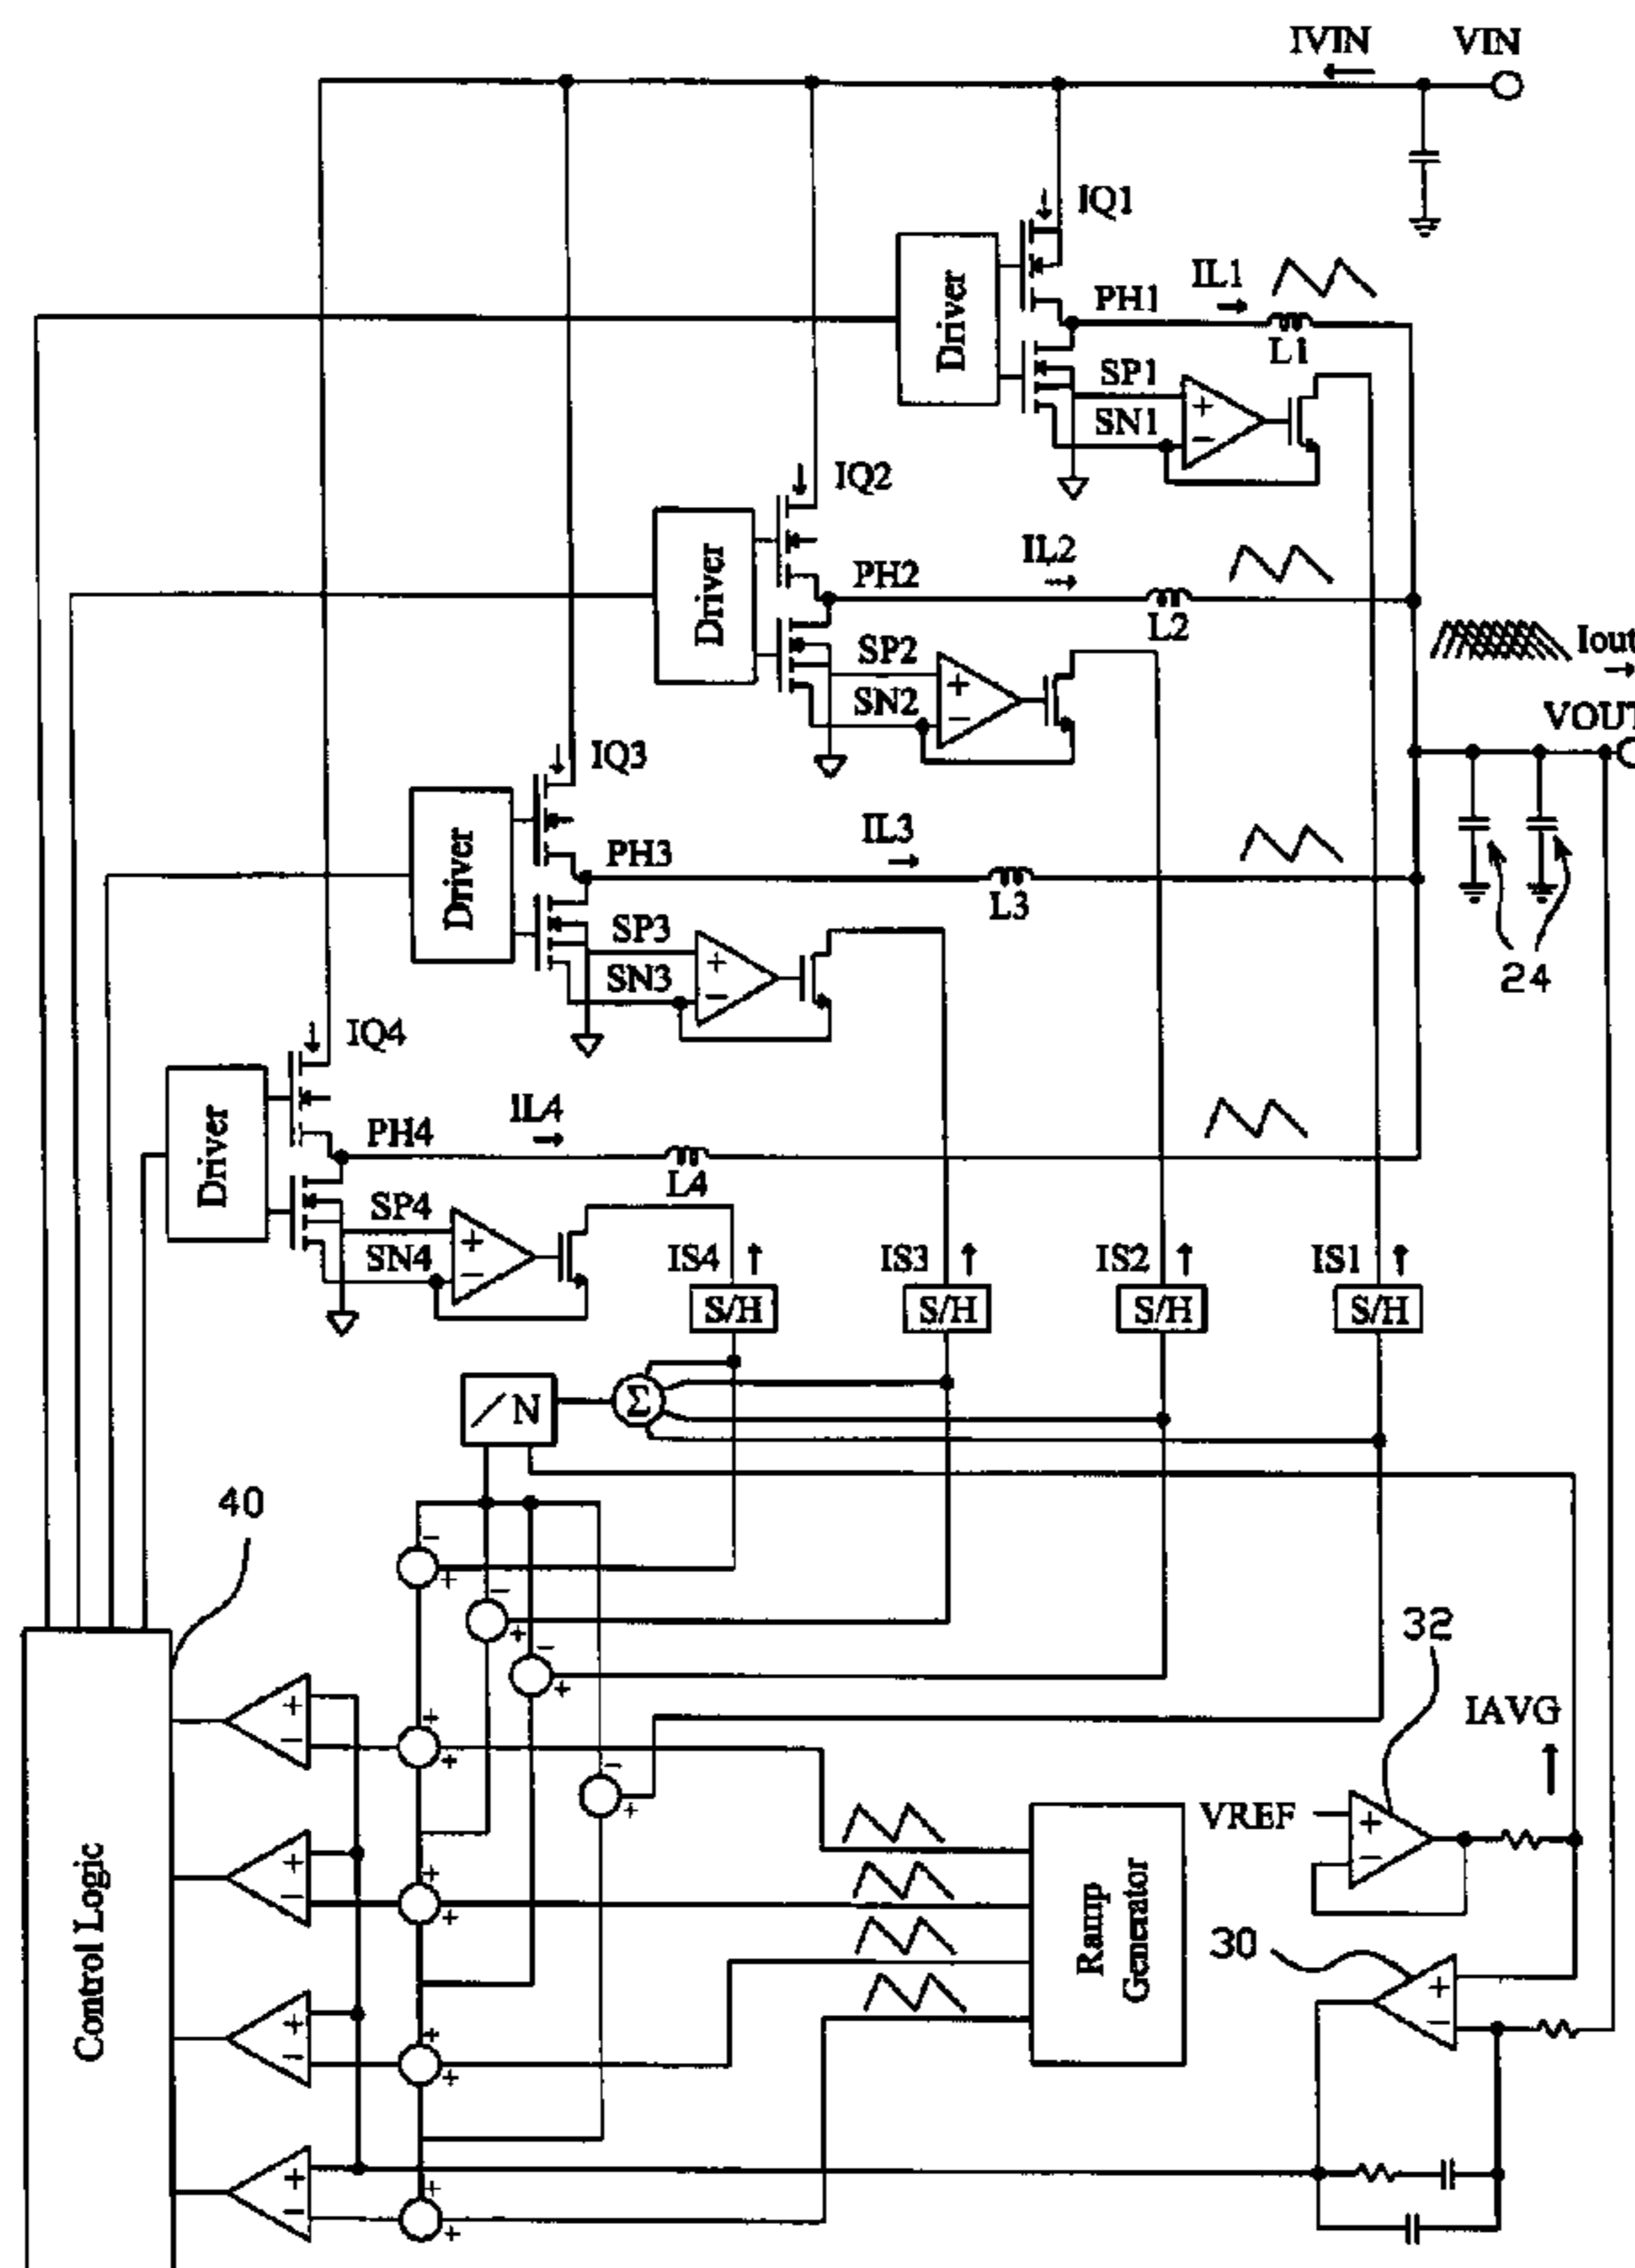 IVIN VIN
IQ1
Driver
PH1
IL1
L1
SP1
SN1
+
−
IQ2
Driver
PH2
IL2
L2
SP2
SN2
+
−
Iout
VOUT
24
IQ3
Driver
PH3
IL3
L3
SP3
SN3
+
−
IQ4
Driver
PH4
IL4
L4
SP4
SN4
+
−
IS4 IS3 IS2 IS1
S/H S/H S/H S/H
/N Σ
40
−
+
−
+
−
+
−
+
32
IAVG
VREF
+
−
30
+
−
Ramp
Generator
Control Logic
+
−
+
+
+
−
+
+
+
−
+
+
+
−
+
+